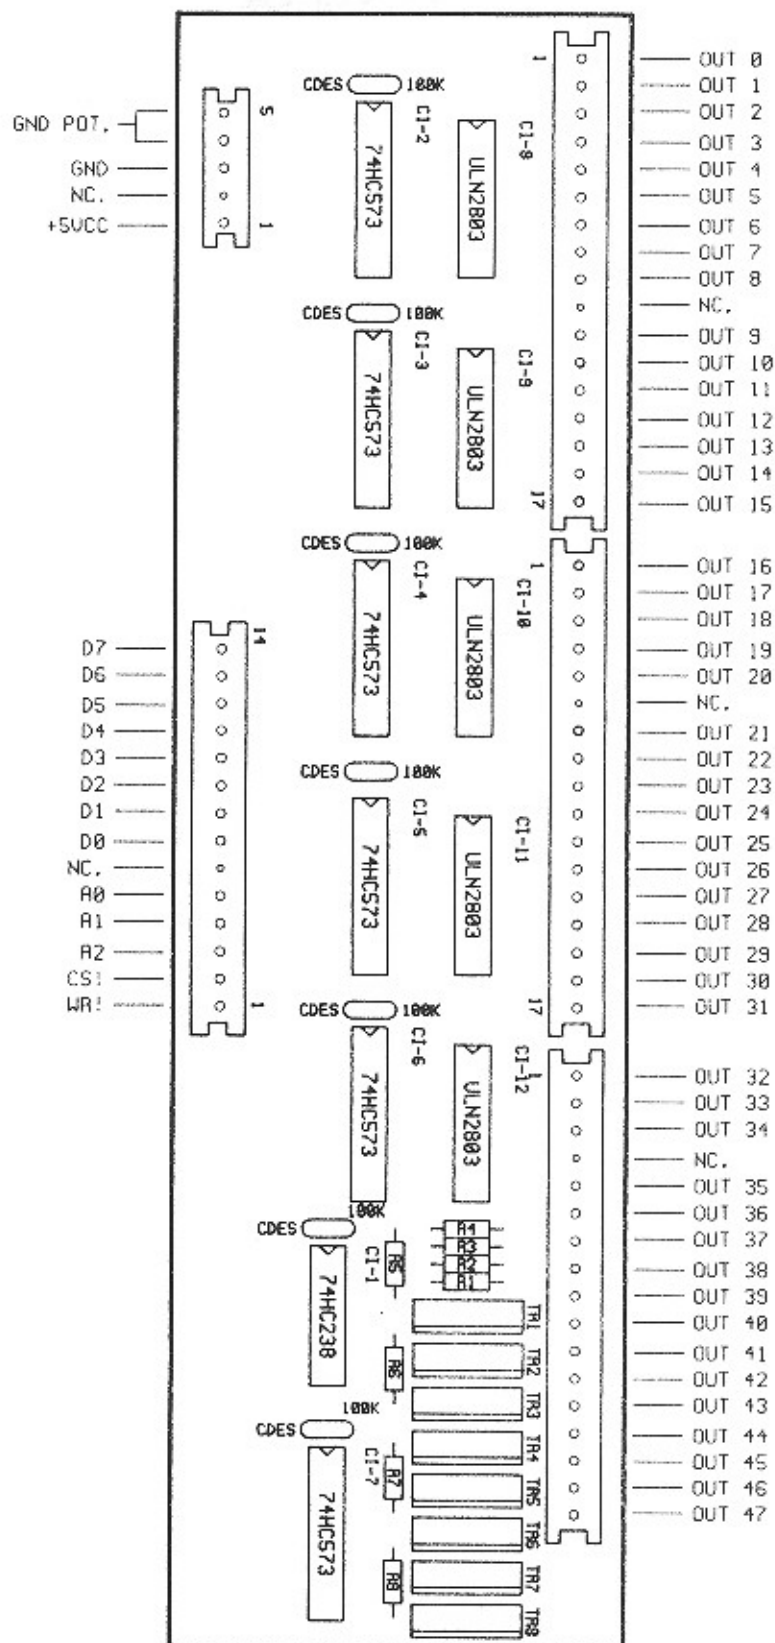 GND POT.
GND
NC.
+5VCC
5
1
CDES 100K
CI-2
74HC573
CI-8
ULN2803
CDES 100K
CI-3
74HC573
CI-9
ULN2803
CDES 100K
CI-4
74HC573
CI-10
ULN2803
CDES 100K
CI-5
74HC573
CI-11
ULN2803
CDES 100K
CI-6
74HC573
CI-12
ULN2803
D7
D6
D5
D4
D3
D2
D1
D0
NC.
A0
A1
A2
CS!
WR!
14
1
100K
CDES
CI-1
74HC238
R5
R4
R3
R2
R1
R6
100K
CDES
CI-7
74HC573
R7
R8
TR1
TR2
TR3
TR4
TR5
TR6
TR7
TR8
1
OUT 0
OUT 1
OUT 2
OUT 3
OUT 4
OUT 5
OUT 6
OUT 7
OUT 8
NC.
OUT 9
OUT 10
OUT 11
OUT 12
OUT 13
OUT 14
OUT 15
17
1
OUT 16
OUT 17
OUT 18
OUT 19
OUT 20
NC.
OUT 21
OUT 22
OUT 23
OUT 24
OUT 25
OUT 26
OUT 27
OUT 28
OUT 29
OUT 30
OUT 31
17
1
OUT 32
OUT 33
OUT 34
NC.
OUT 35
OUT 36
OUT 37
OUT 38
OUT 39
OUT 40
OUT 41
OUT 42
OUT 43
OUT 44
OUT 45
OUT 46
OUT 47